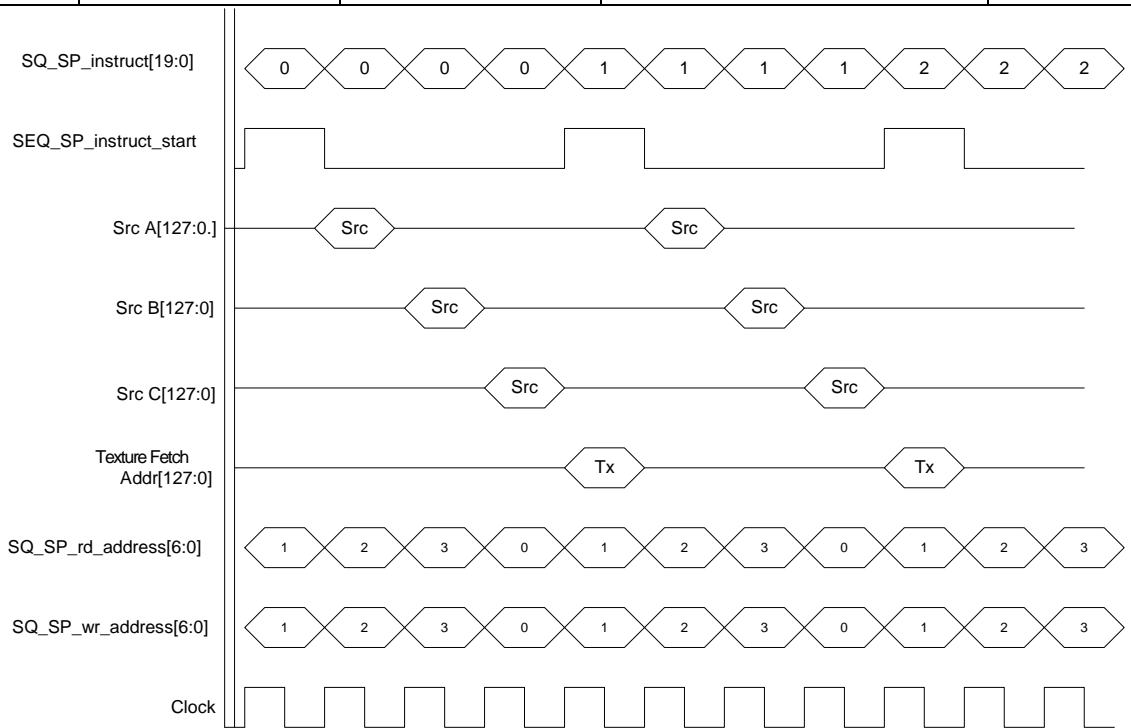 SQ_SP_instruct[19:0] 0 0 0 0 1 1 1 1 2 2 2
SEQ_SP_instruct_start
Src A[127:0.] Src Src
Src B[127:0] Src Src
Src C[127:0] Src Src
Texture Fetch
Addr[127:0] Tx Tx
SQ_SP_rd_address[6:0] 1 2 3 0 1 2 3 0 1 2 3
SQ_SP_wr_address[6:0] 1 2 3 0 1 2 3 0 1 2 3
Clock